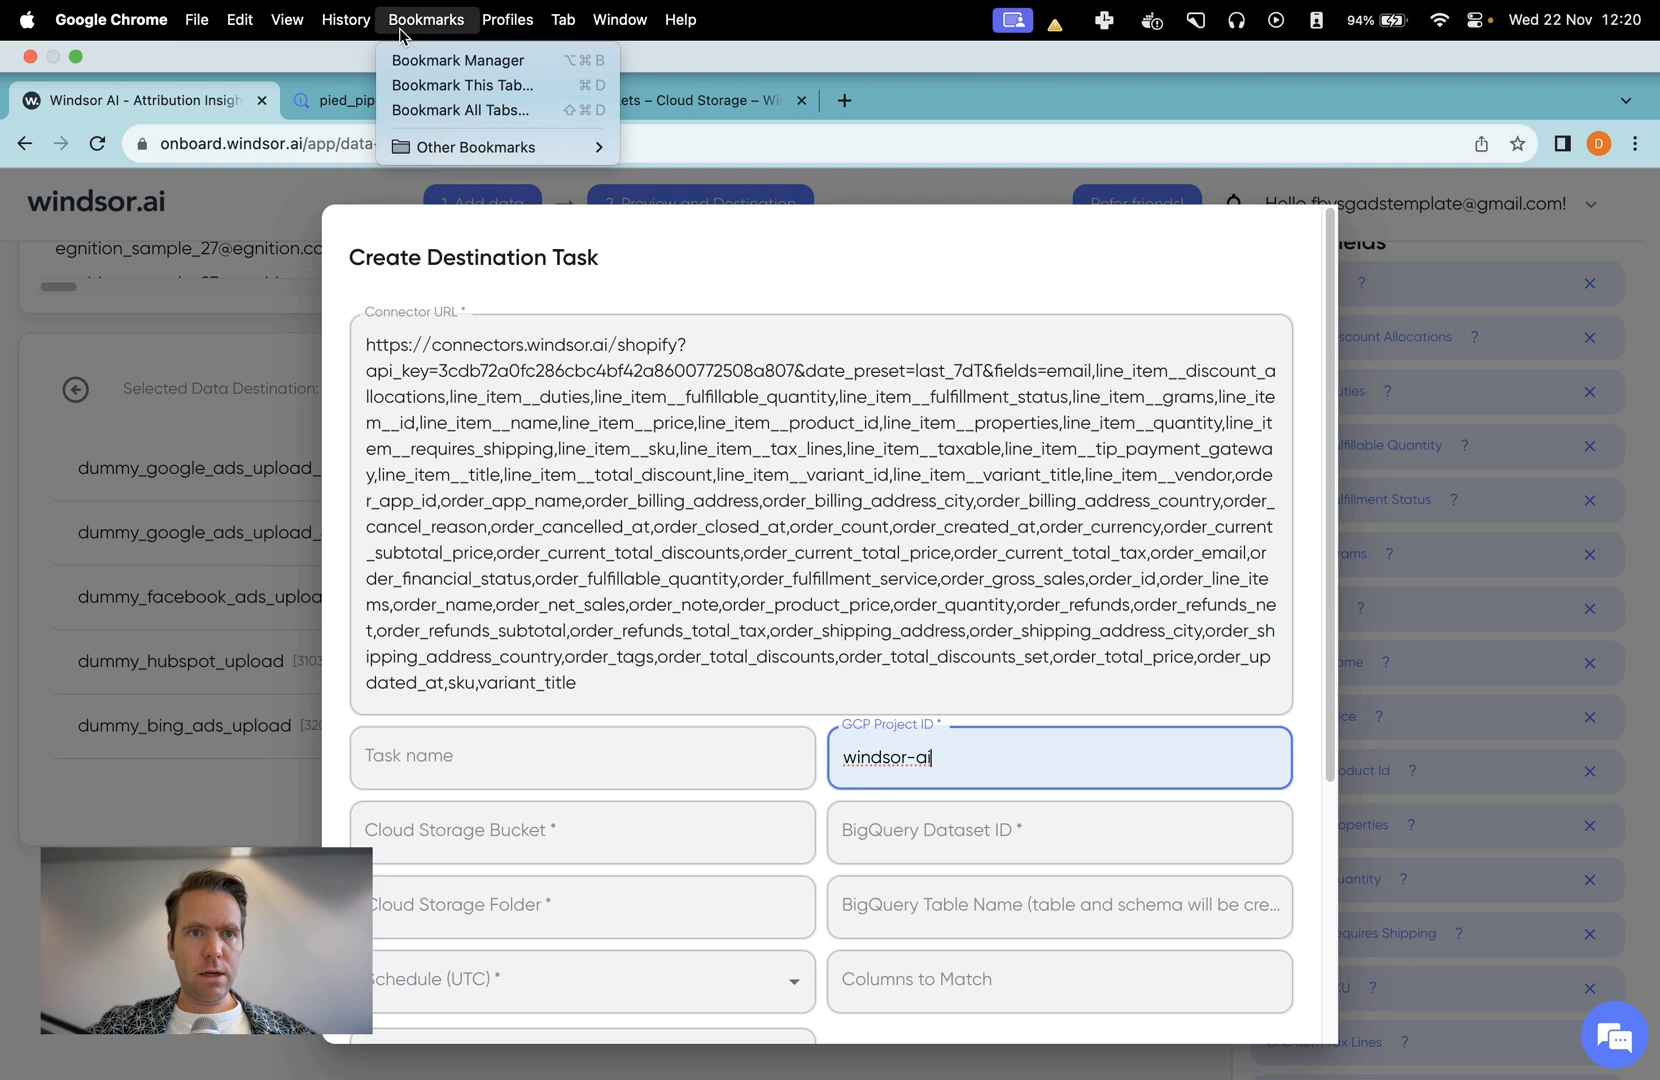 Google Chrome File Edit View History Bookmarks Profiles Tab Window Help 94% Wed 22 Nov 12:20
Bookmark Manager ⌥⌘B
Bookmark This Tab... ⌘D
Bookmark All Tabs... ⇧⌘D
Other Bookmarks
Windsor AI - Attribution Insigh
pied_pip
ets – Cloud Storage – Wi
onboard.windsor.ai/app/data-
windsor.ai
1. Add data
2. Preview and Destination
Refer friends!
Hello fbysgadstemplate@gmail.com!
egnition_sample_27@egnition.co
Selected Data Destination:
dummy_google_ads_upload_
dummy_google_ads_upload_
dummy_facebook_ads_uploa
dummy_hubspot_upload [3103
dummy_bing_ads_upload [320
Create Destination Task
Connector URL *
https://connectors.windsor.ai/shopify?
api_key=3cdb72a0fc286cbc4bf42a8600772508a807&date_preset=last_7dT&fields=email,line_item__discount_a
llocations,line_item__duties,line_item__fulfillable_quantity,line_item__fulfillment_status,line_item__grams,line_ite
m__id,line_item__name,line_item__price,line_item__product_id,line_item__properties,line_item__quantity,line_it
em__requires_shipping,line_item__sku,line_item__tax_lines,line_item__taxable,line_item__tip_payment_gatewa
y,line_item__title,line_item__total_discount,line_item__variant_id,line_item__variant_title,line_item__vendor,orde
r_app_id,order_app_name,order_billing_address,order_billing_address_city,order_billing_address_country,order_
cancel_reason,order_cancelled_at,order_closed_at,order_count,order_created_at,order_currency,order_current
_subtotal_price,order_current_total_discounts,order_current_total_price,order_current_total_tax,order_email,or
der_financial_status,order_fulfillable_quantity,order_fulfillment_service,order_gross_sales,order_id,order_line_ite
ms,order_name,order_net_sales,order_note,order_product_price,order_quantity,order_refunds,order_refunds_ne
t,order_refunds_subtotal,order_refunds_total_tax,order_shipping_address,order_shipping_address_city,order_sh
ipping_address_country,order_tags,order_total_discounts,order_total_discounts_set,order_total_price,order_up
dated_at,sku,variant_title
Task name
GCP Project ID *
windsor-ai
Cloud Storage Bucket *
BigQuery Dataset ID *
Cloud Storage Folder *
BigQuery Table Name (table and schema will be cre...
Schedule (UTC) *
Columns to Match
ields
?
scount Allocations ?
uties ?
ulfillable Quantity ?
ulfillment Status ?
rams ?
?
ame ?
ice ?
oduct Id ?
operties ?
uantity ?
equires Shipping ?
KU ?
Line Item Tax Lines ?
D